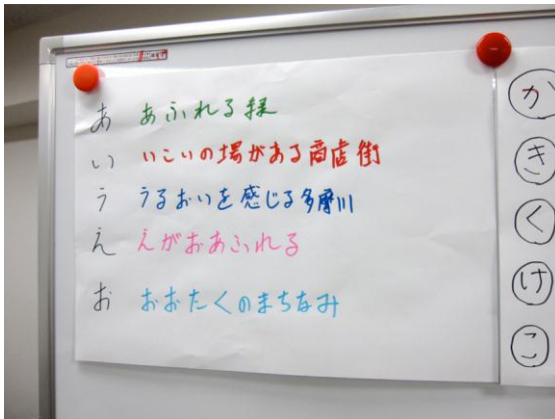 あ あふれる緑
い いこいの場がある商店街
う うるおいを感じる多摩川
え えがおあふれる
お おおたくのまちなみ
か
き
く
け
こ